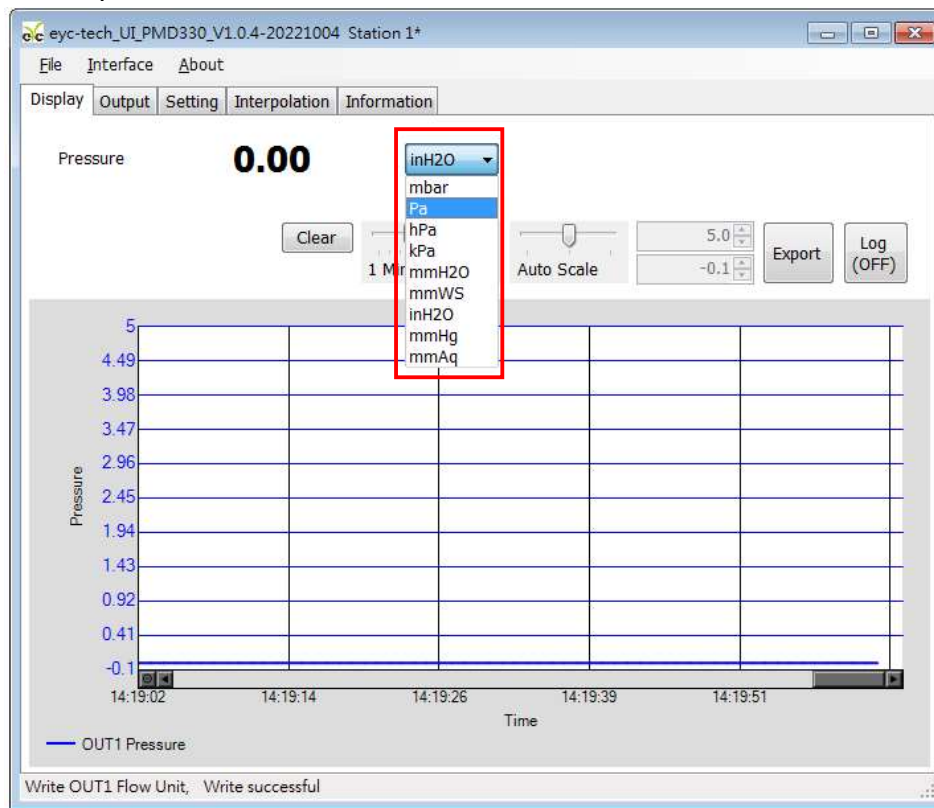 eyc-tech_UI_PMD330_V1.0.4-20221004 Station 1*
File Interface About
Display Output Setting Interpolation Information
Pressure 0.00 inH2O
mbar
Pa
hPa
kPa
mmH2O
mmWS
inH2O
mmHg
mmAq
Clear
1 Min
Auto Scale
5.0
-0.1
Export
Log
(OFF)
5
4.49
3.98
3.47
2.96
2.45
1.94
1.43
0.92
0.41
-0.1
Pressure
14:19:02 14:19:14 14:19:26 14:19:39 14:19:51
Time
OUT1 Pressure
Write OUT1 Flow Unit, Write successful